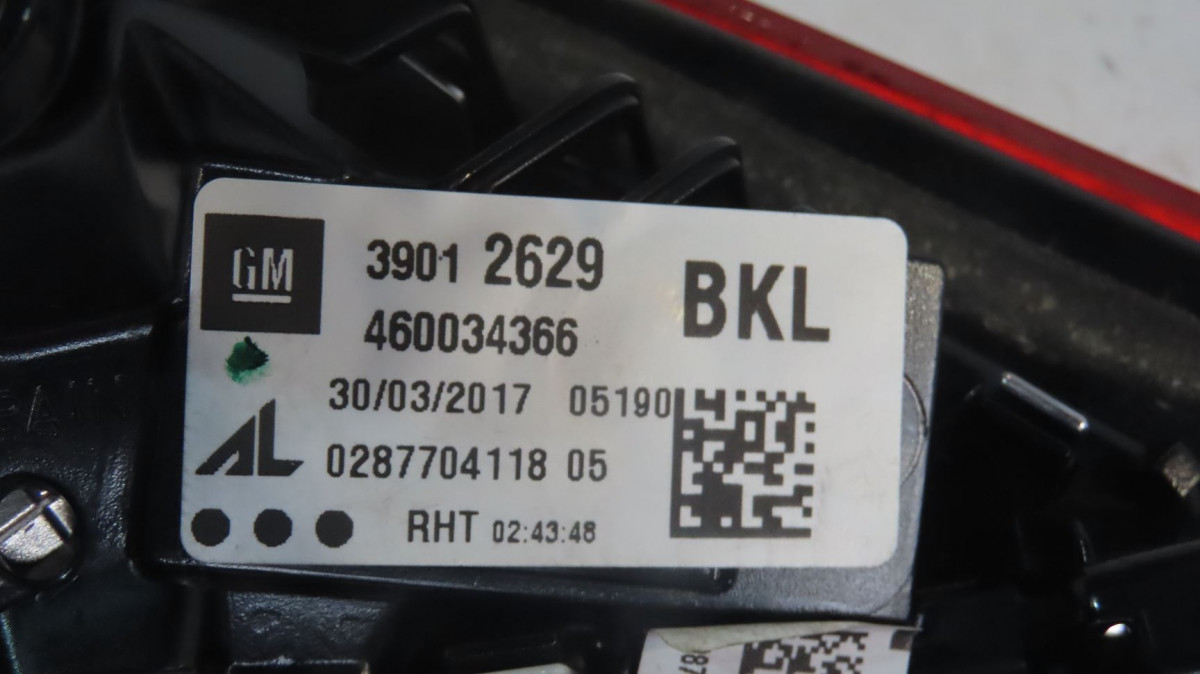 GM
3901 2629
BKL
460034366
30/03/2017 05190
AL
0287704118 05
RHT 02:43:48